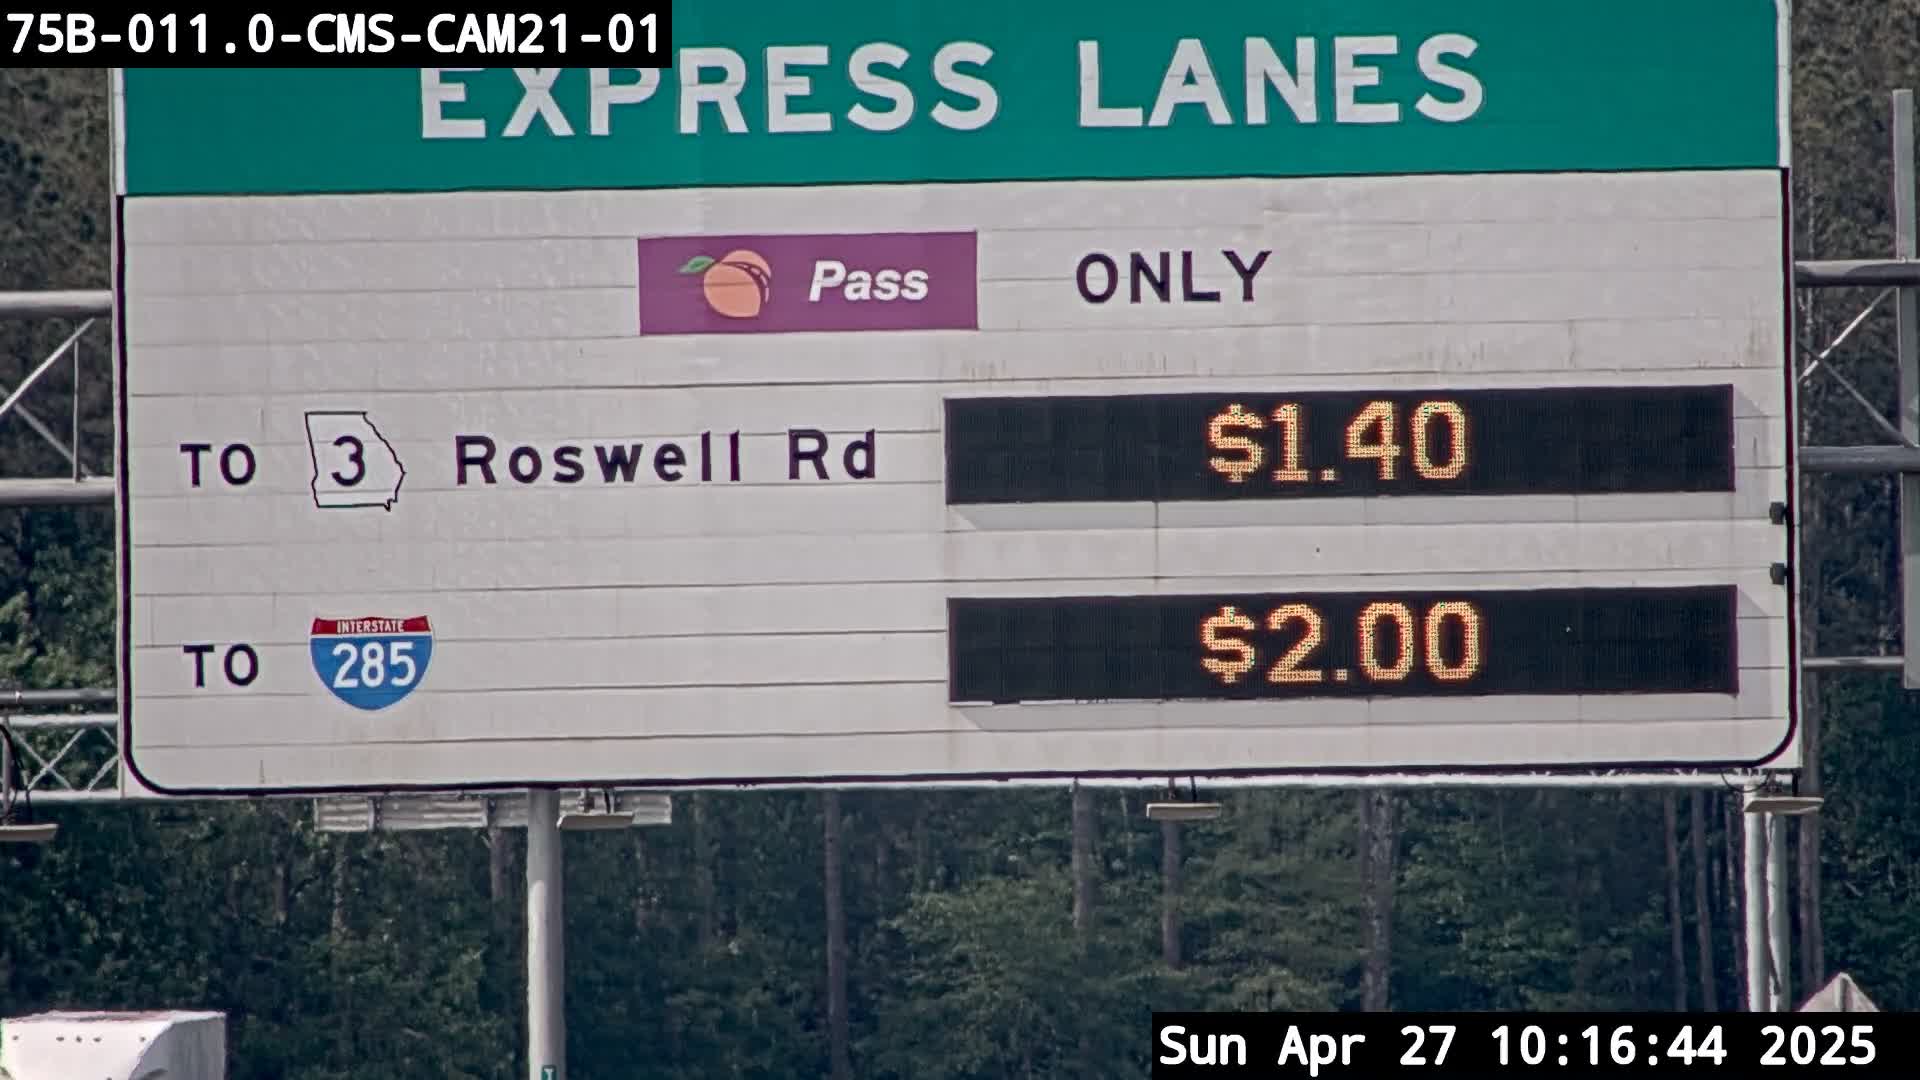 75B-011.0-CMS-CAM21-01
EXPRESS LANES
Pass ONLY
TO 3 Roswell Rd $1.40
INTERSTATE
TO 285 $2.00
Sun Apr 27 10:16:44 2025